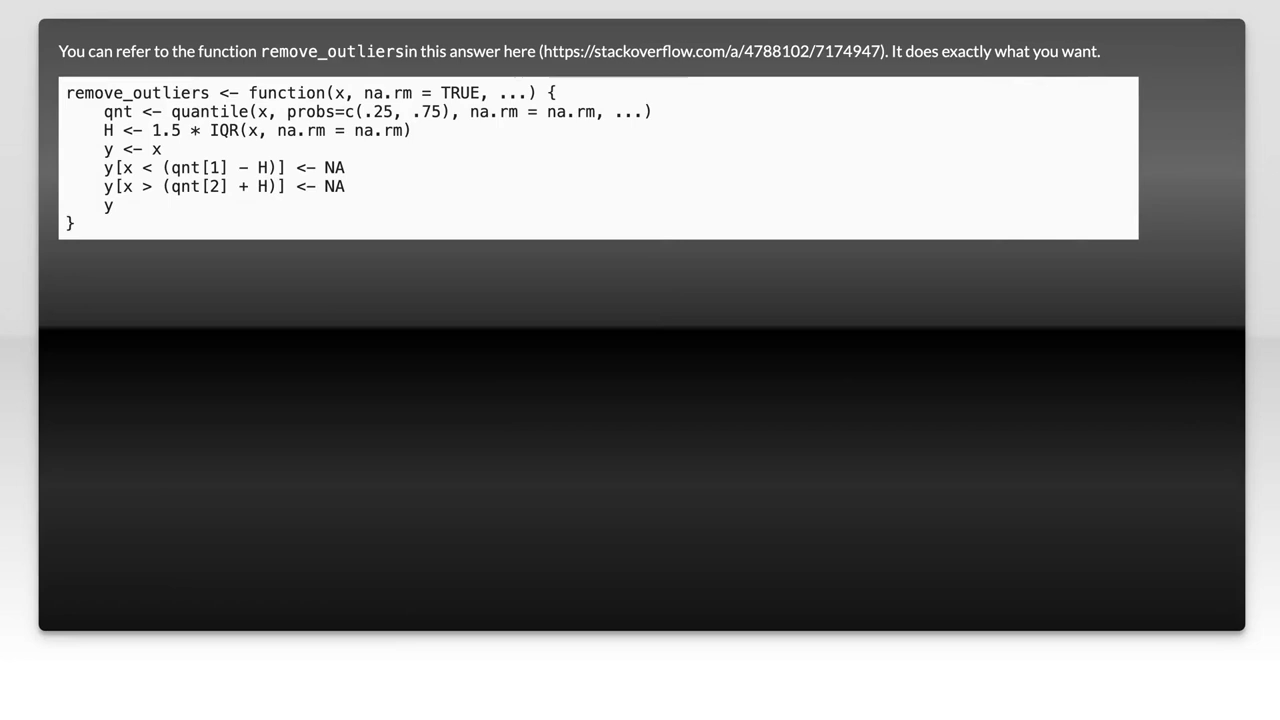 You can refer to the function remove_outliersin this answer here (https://stackoverflow.com/a/4788102/7174947). It does exactly what you want.
remove_outliers <- function(x, na.rm = TRUE, ...) {
    qnt <- quantile(x, probs=c(.25, .75), na.rm = na.rm, ...)
    H <- 1.5 * IQR(x, na.rm = na.rm)
    y <- x
    y[x < (qnt[1] - H)] <- NA
    y[x > (qnt[2] + H)] <- NA
    y
}